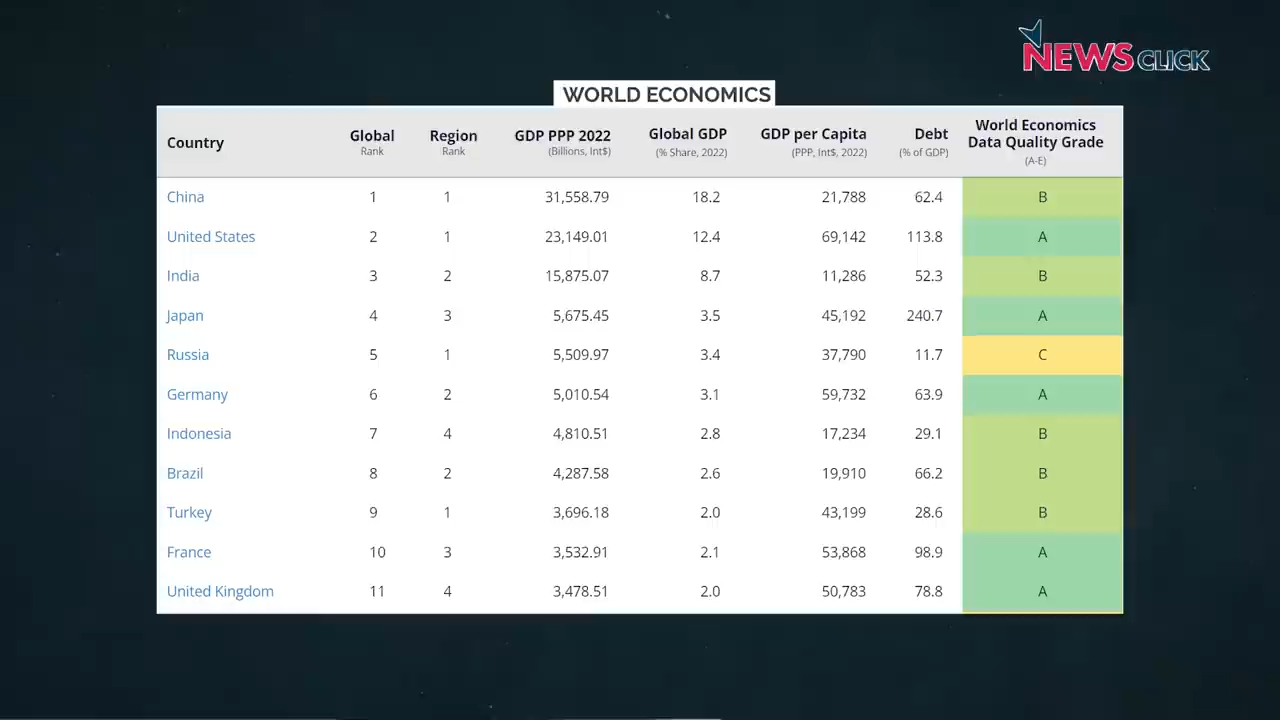 NEWSCLICK
WORLD ECONOMICS
Country Global Rank Region Rank GDP PPP 2022 (Billions, Int$) Global GDP (% Share, 2022) GDP per Capita (PPP, Int$, 2022) Debt (% of GDP) World Economics Data Quality Grade (A-E)
China 1 1 31,558.79 18.2 21,788 62.4 B
United States 2 1 23,149.01 12.4 69,142 113.8 A
India 3 2 15,875.07 8.7 11,286 52.3 B
Japan 4 3 5,675.45 3.5 45,192 240.7 A
Russia 5 1 5,509.97 3.4 37,790 11.7 C
Germany 6 2 5,010.54 3.1 59,732 63.9 A
Indonesia 7 4 4,810.51 2.8 17,234 29.1 B
Brazil 8 2 4,287.58 2.6 19,910 66.2 B
Turkey 9 1 3,696.18 2.0 43,199 28.6 B
France 10 3 3,532.91 2.1 53,868 98.9 A
United Kingdom 11 4 3,478.51 2.0 50,783 78.8 A